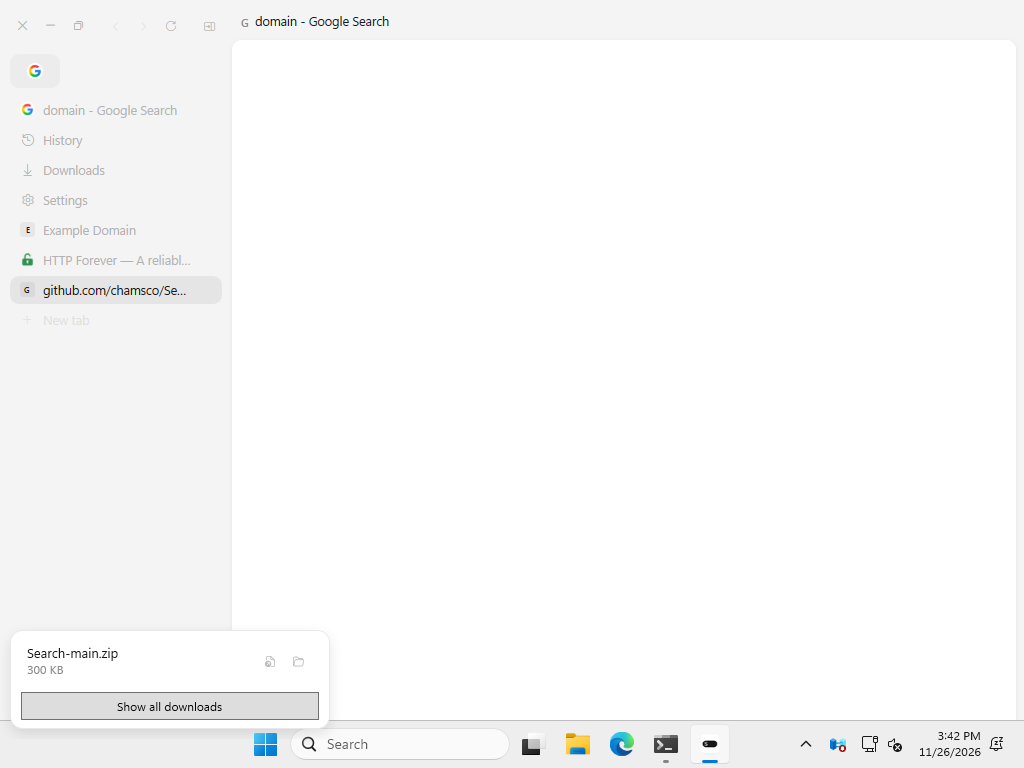 G domain - Google Search
domain - Google Search
History
Downloads
Settings
E Example Domain
HTTP Forever — A reliabl...
G github.com/chamsco/Se...
+ New tab
Search-main.zip
300 KB
Show all downloads
Search
3:42 PM
11/26/2026